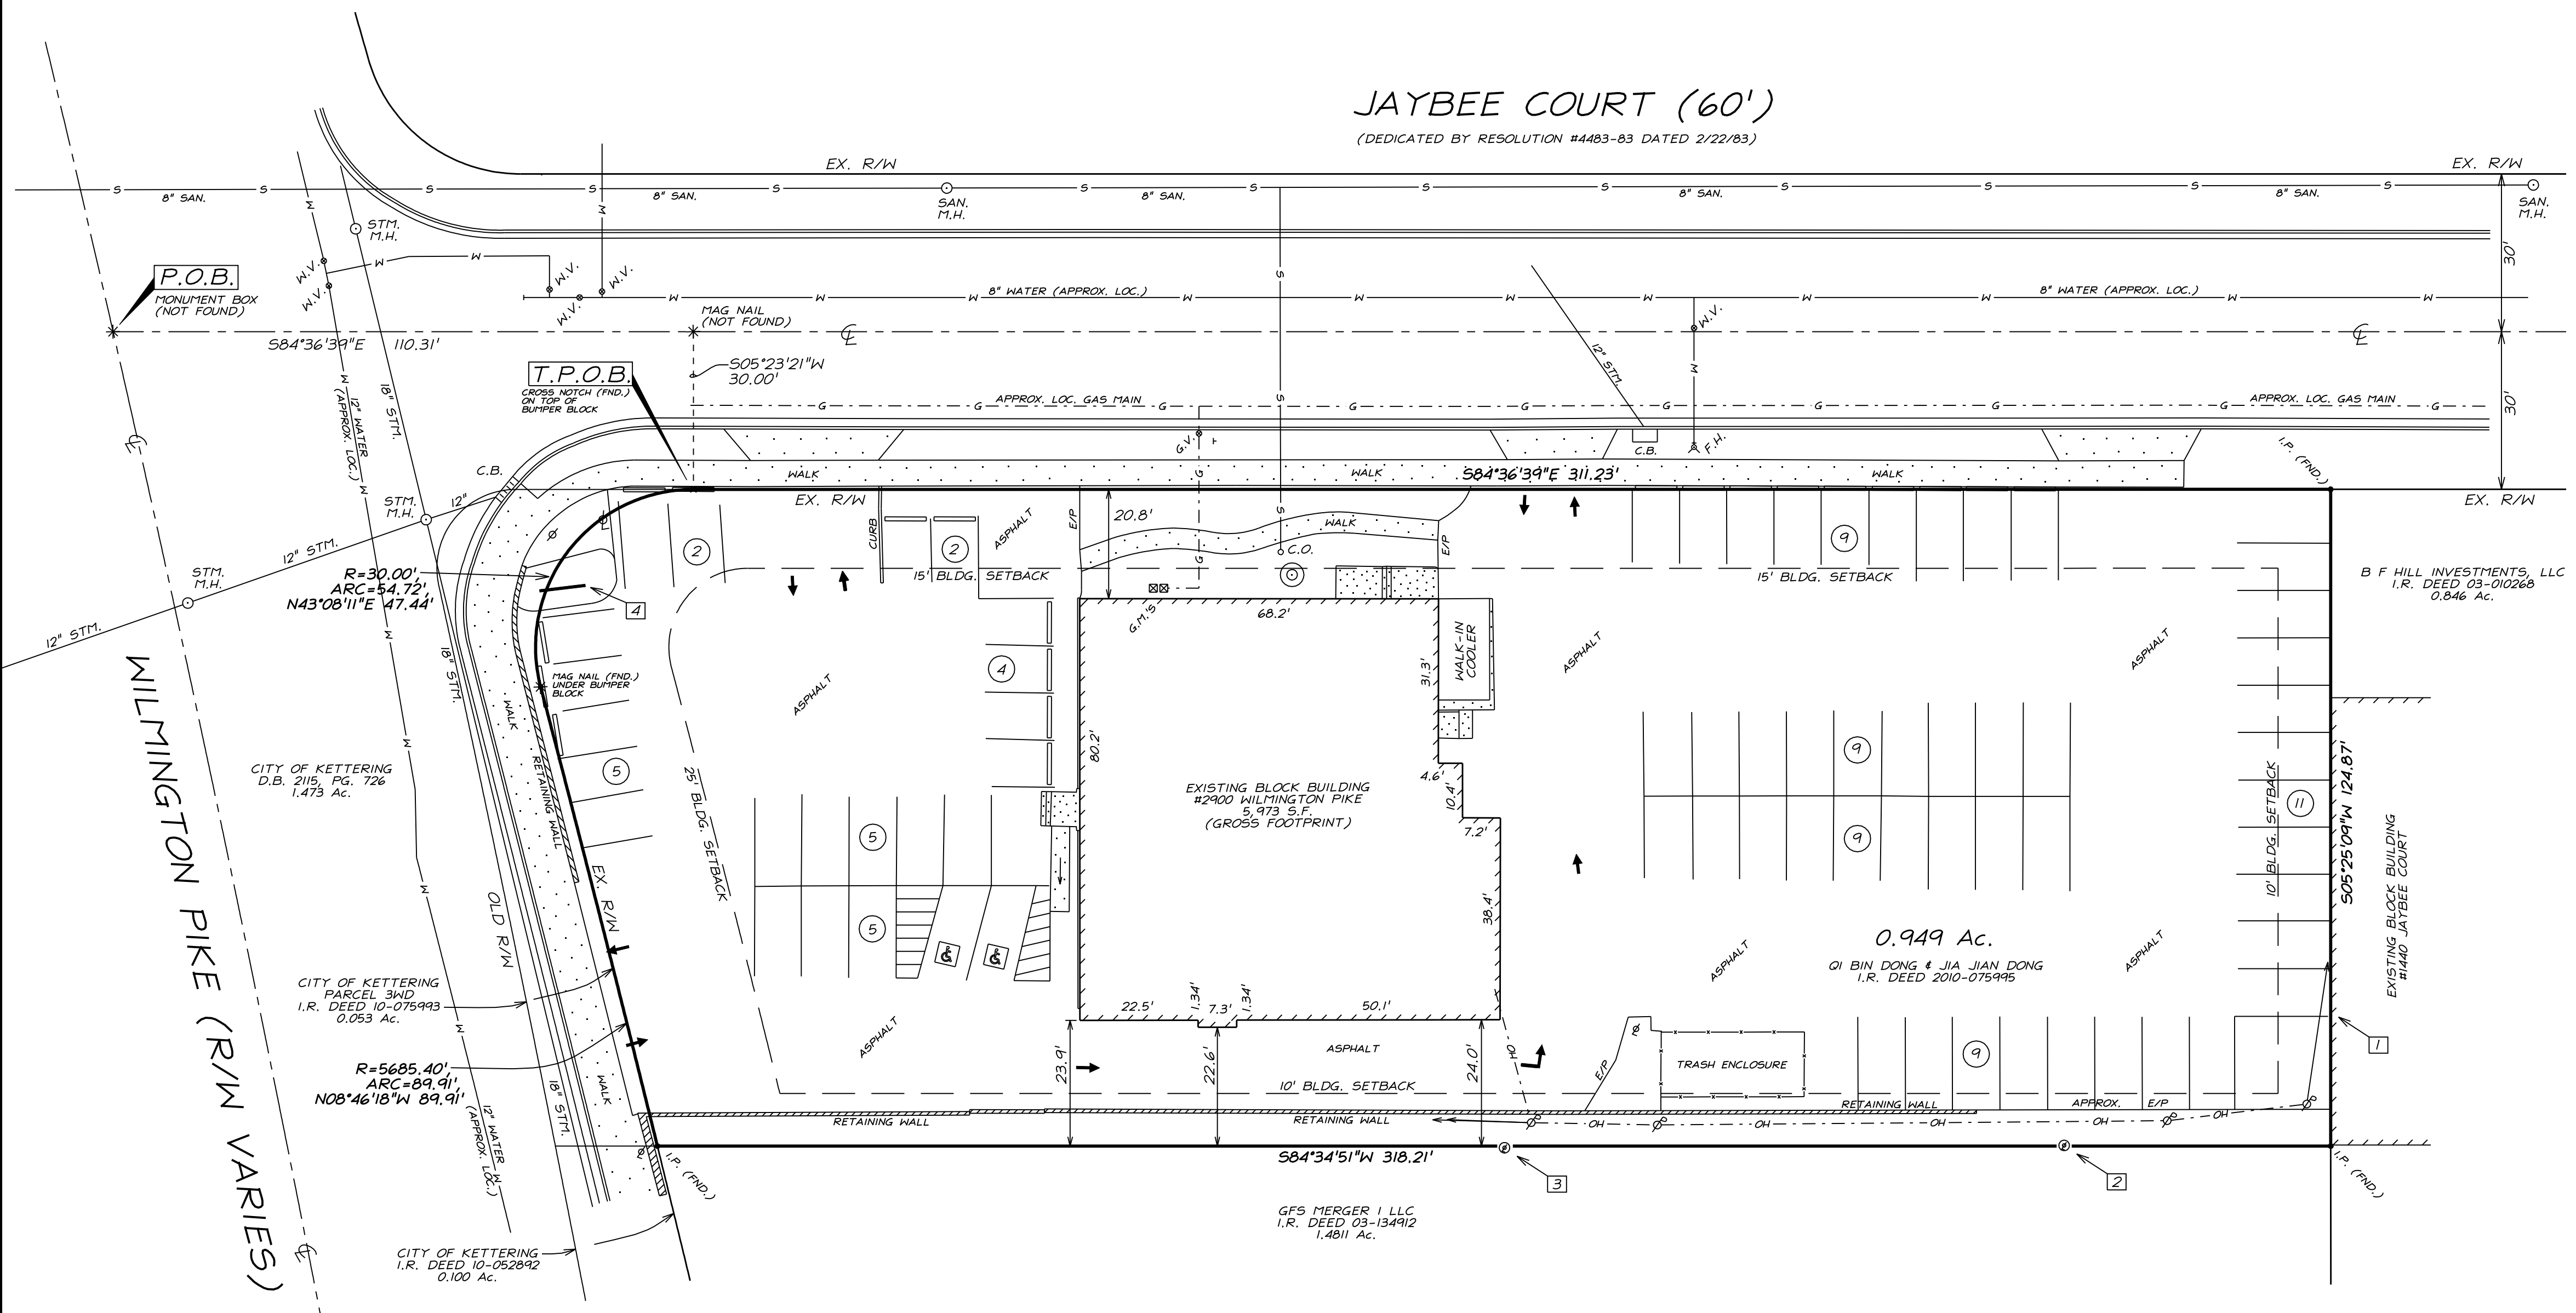 JAYBEE COURT (60')
(DEDICATED BY RESOLUTION #4483-83 DATED 2/22/83)
EX. R/W
EX. R/W
S S S S S S S S S S S S S
8" SAN.
8" SAN.
8" SAN.
8" SAN.
8" SAN.
SAN.
M.H.
SAN.
M.H.
STM.
M.H.
30'
W
W
W.V.
W.V.
W
W
W.V.
W.V.
W.V.
P.O.B.
MONUMENT BOX
(NOT FOUND)
W W W W W W W W W W W W
8" WATER (APPROX. LOC.)
8" WATER (APPROX. LOC.)
MAG NAIL
(NOT FOUND)
W.V.
W
S84°36'39"E 110.31'
S05°23'21"W
30.00'
T.P.O.B.
CROSS NOTCH (FND.)
ON TOP OF
BUMPER BLOCK
12" STM.
30'
G G G G G G G G G G
APPROX. LOC. GAS MAIN
APPROX. LOC. GAS MAIN
18" STM.
12" WATER
(APPROX. LOC.)
G.V.
C.B.
F.H.
I.P. (FND.)
C.B.
WALK
WALK
S84°36'39"E 311.23'
WALK
EX. R/W
EX. R/W
STM.
M.H.
12"
12" STM.
STM.
M.H.
12" STM.
CURB
ASPHALT
E/P
20.8'
WALK
E/P
C.O.
2
2
9
15' BLDG. SETBACK
15' BLDG. SETBACK
R=30.00',
ARC=54.72',
N43°08'11"E 47.44'
4
B F HILL INVESTMENTS, LLC
I.R. DEED 03-010268
0.846 Ac.
G.M.'S
68.2'
WALK-IN
COOLER
31.3'
ASPHALT
ASPHALT
4
MAG NAIL (FND.)
UNDER BUMPER
BLOCK
ASPHALT
18" STM.
WALK
RETAINING WALL
80.2'
CITY OF KETTERING
D.B. 2115, PG. 726
1.473 Ac.
5
25' BLDG. SETBACK
EXISTING BLOCK BUILDING
#2900 WILMINGTON PIKE
5,973 S.F.
(GROSS FOOTPRINT)
4.6'
10.4'
7.2'
9
9
10' BLDG. SETBACK
11
S05°25'09"W 124.87'
EXISTING BLOCK BUILDING
#1440 JAYBEE COURT
WILMINGTON PIKE (R/W VARIES)
5
5
38.4'
OLD R/W
EX. R/W
0.949 Ac.
QI BIN DONG & JIA JIAN DONG
I.R. DEED 2010-075995
ASPHALT
ASPHALT
CITY OF KETTERING
PARCEL 3WD
I.R. DEED 10-075993
0.053 Ac.
22.5'
1.34'
7.3'
1.34'
50.1'
ASPHALT
23.9'
22.6'
ASPHALT
24.0'
OH
E/P
TRASH ENCLOSURE
9
1
R=5685.40',
ARC=89.91',
N08°46'18"W 89.91'
10' BLDG. SETBACK
WALK
18" STM.
12" WATER
(APPROX. LOC.)
RETAINING WALL
RETAINING WALL
RETAINING WALL
APPROX. E/P
OH OH OH OH OH
S84°34'51"W 318.21'
I.P. (FND.)
I.P. (FND.)
3
2
GFS MERGER 1 LLC
I.R. DEED 03-134912
1.4811 Ac.
CITY OF KETTERING
I.R. DEED 10-052892
0.100 Ac.